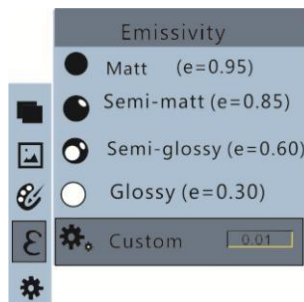 Emissivity
Matt (e=0.95)
Semi-matt (e=0.85)
Semi-glossy (e=0.60)
Glossy (e=0.30)
ε
Custom 0.01